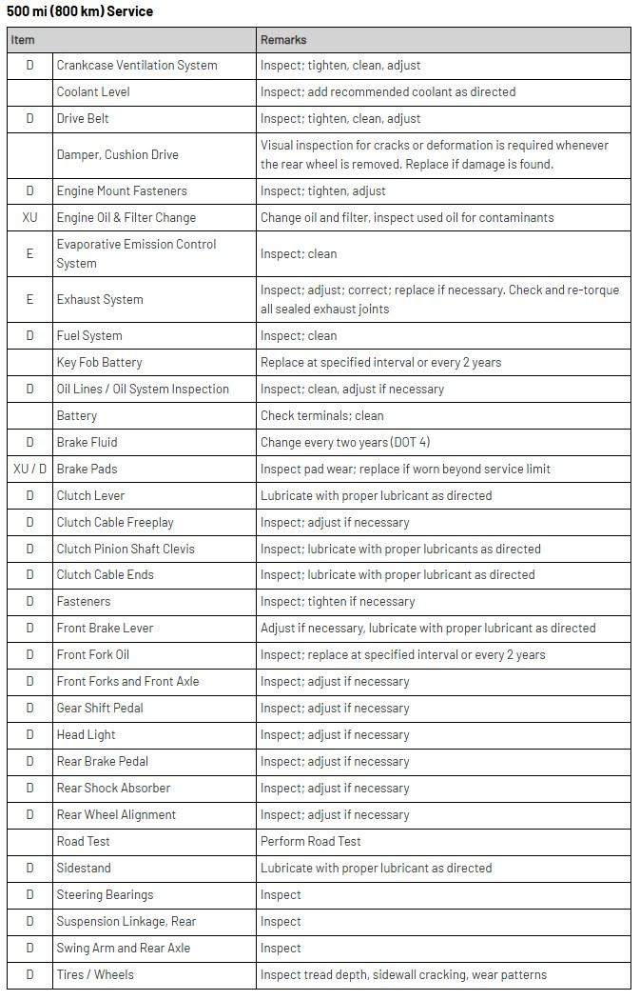 500 mi (800 km) Service
Item Remarks
D Crankcase Ventilation System Inspect; tighten, clean, adjust
Coolant Level Inspect; add recommended coolant as directed
D Drive Belt Inspect; tighten, clean, adjust
Damper, Cushion Drive Visual inspection for cracks or deformation is required whenever
the rear wheel is removed. Replace if damage is found.
D Engine Mount Fasteners Inspect; tighten, adjust
XU Engine Oil & Filter Change Change oil and filter, inspect used oil for contaminants
E Evaporative Emission Control
System Inspect; clean
E Exhaust System Inspect; adjust; correct; replace if necessary. Check and re-torque
all sealed exhaust joints
D Fuel System Inspect; clean
Key Fob Battery Replace at specified interval or every 2 years
D Oil Lines / Oil System Inspection Inspect; clean, adjust if necessary
Battery Check terminals; clean
D Brake Fluid Change every two years (DOT 4)
XU / D Brake Pads Inspect pad wear; replace if worn beyond service limit
D Clutch Lever Lubricate with proper lubricant as directed
D Clutch Cable Freeplay Inspect; adjust if necessary
D Clutch Pinion Shaft Clevis Inspect; lubricate with proper lubricants as directed
D Clutch Cable Ends Inspect; lubricate with proper lubricant as directed
D Fasteners Inspect; tighten if necessary
D Front Brake Lever Adjust if necessary, lubricate with proper lubricant as directed
D Front Fork Oil Inspect; replace at specified interval or every 2 years
D Front Forks and Front Axle Inspect; adjust if necessary
D Gear Shift Pedal Inspect; adjust if necessary
D Head Light Inspect; adjust if necessary
D Rear Brake Pedal Inspect; adjust if necessary
D Rear Shock Absorber Inspect; adjust if necessary
D Rear Wheel Alignment Inspect; adjust if necessary
Road Test Perform Road Test
D Sidestand Lubricate with proper lubricant as directed
D Steering Bearings Inspect
D Suspension Linkage, Rear Inspect
D Swing Arm and Rear Axle Inspect
D Tires / Wheels Inspect tread depth, sidewall cracking, wear patterns